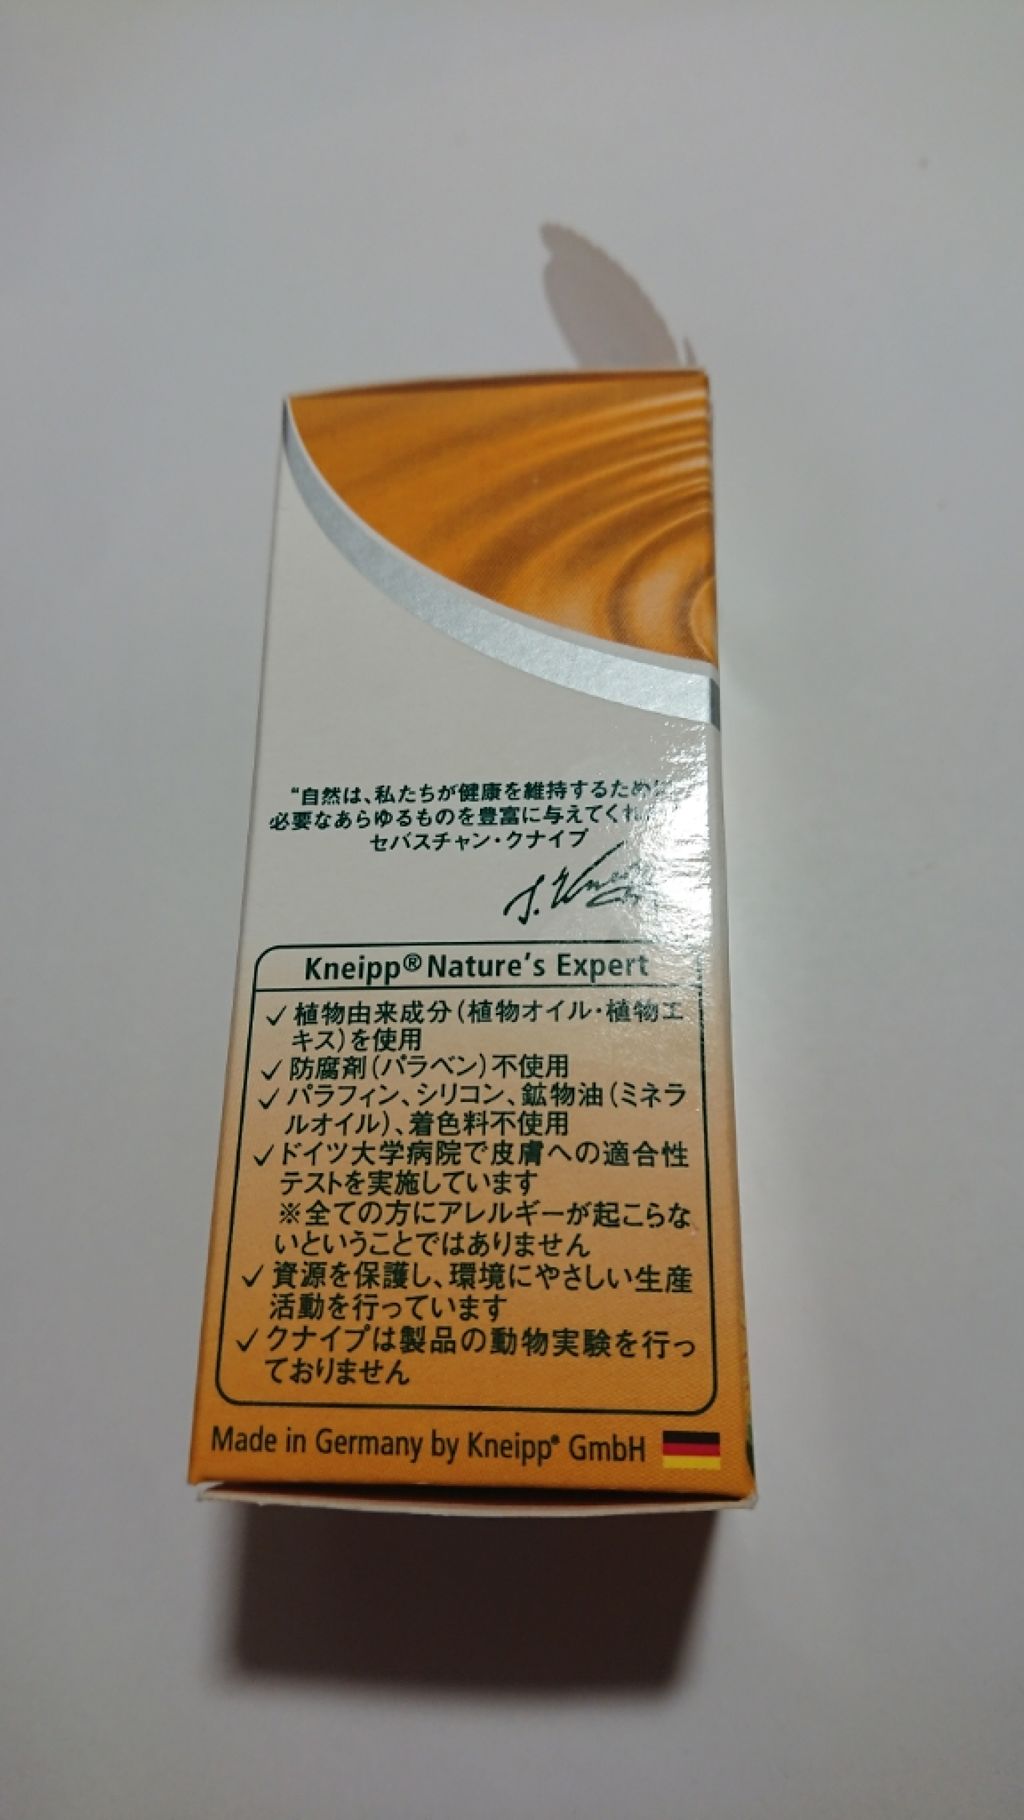 “自然は、私たちが健康を維持するために
必要なあらゆるものを豊富に与えてくれ
セバスチャン・クナイプ
Kneipp® Nature's Expert
✓ 植物由来成分(植物オイル・植物エ
キス)を使用
✓ 防腐剤(パラベン)不使用
✓ パラフィン、シリコン、鉱物油(ミネラ
ルオイル)、着色料不使用
✓ ドイツ大学病院で皮膚への適合性
テストを実施しています
※全ての方にアレルギーが起こらな
いということではありません
✓ 資源を保護し、環境にやさしい生産
活動を行っています
✓ クナイプは製品の動物実験を行っ
ておりません
Made in Germany by Kneipp® GmbH